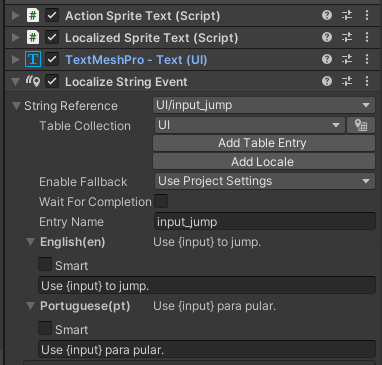 Action Sprite Text (Script)
Localized Sprite Text (Script)
TextMeshPro - Text (UI)
Localize String Event
String Reference UI/input_jump
Table Collection UI
Add Table Entry
Add Locale
Enable Fallback Use Project Settings
Wait For Completion
Entry Name input_jump
English(en) Use {input} to jump.
Smart
Use {input} to jump.
Portuguese(pt) Use {input} para pular.
Smart
Use {input} para pular.